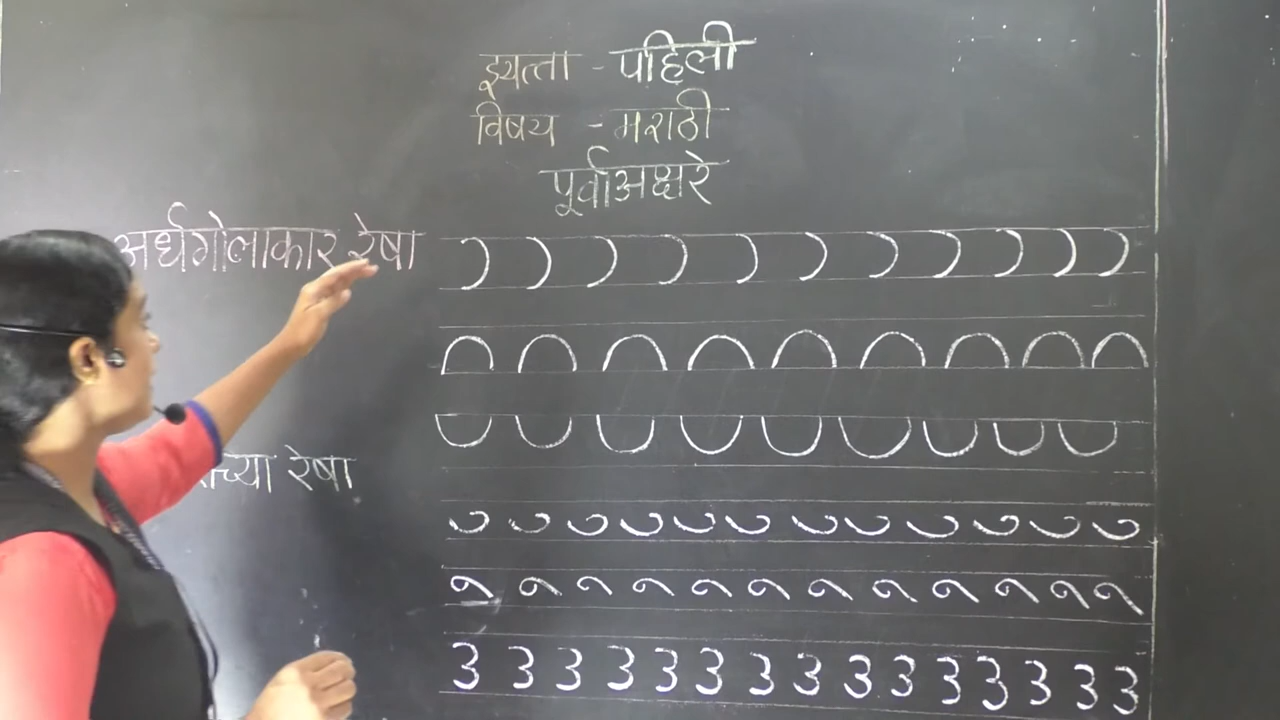 इयत्ता - पहिली
विषय - मराठी
पूर्वाअक्षरे
अर्धगोलाकार रेषा
) ) ) ) ) ) ) ) ) ) )
रेषा
3 3 3 3 3 3 3 3 3 3 3 3 3 3 3